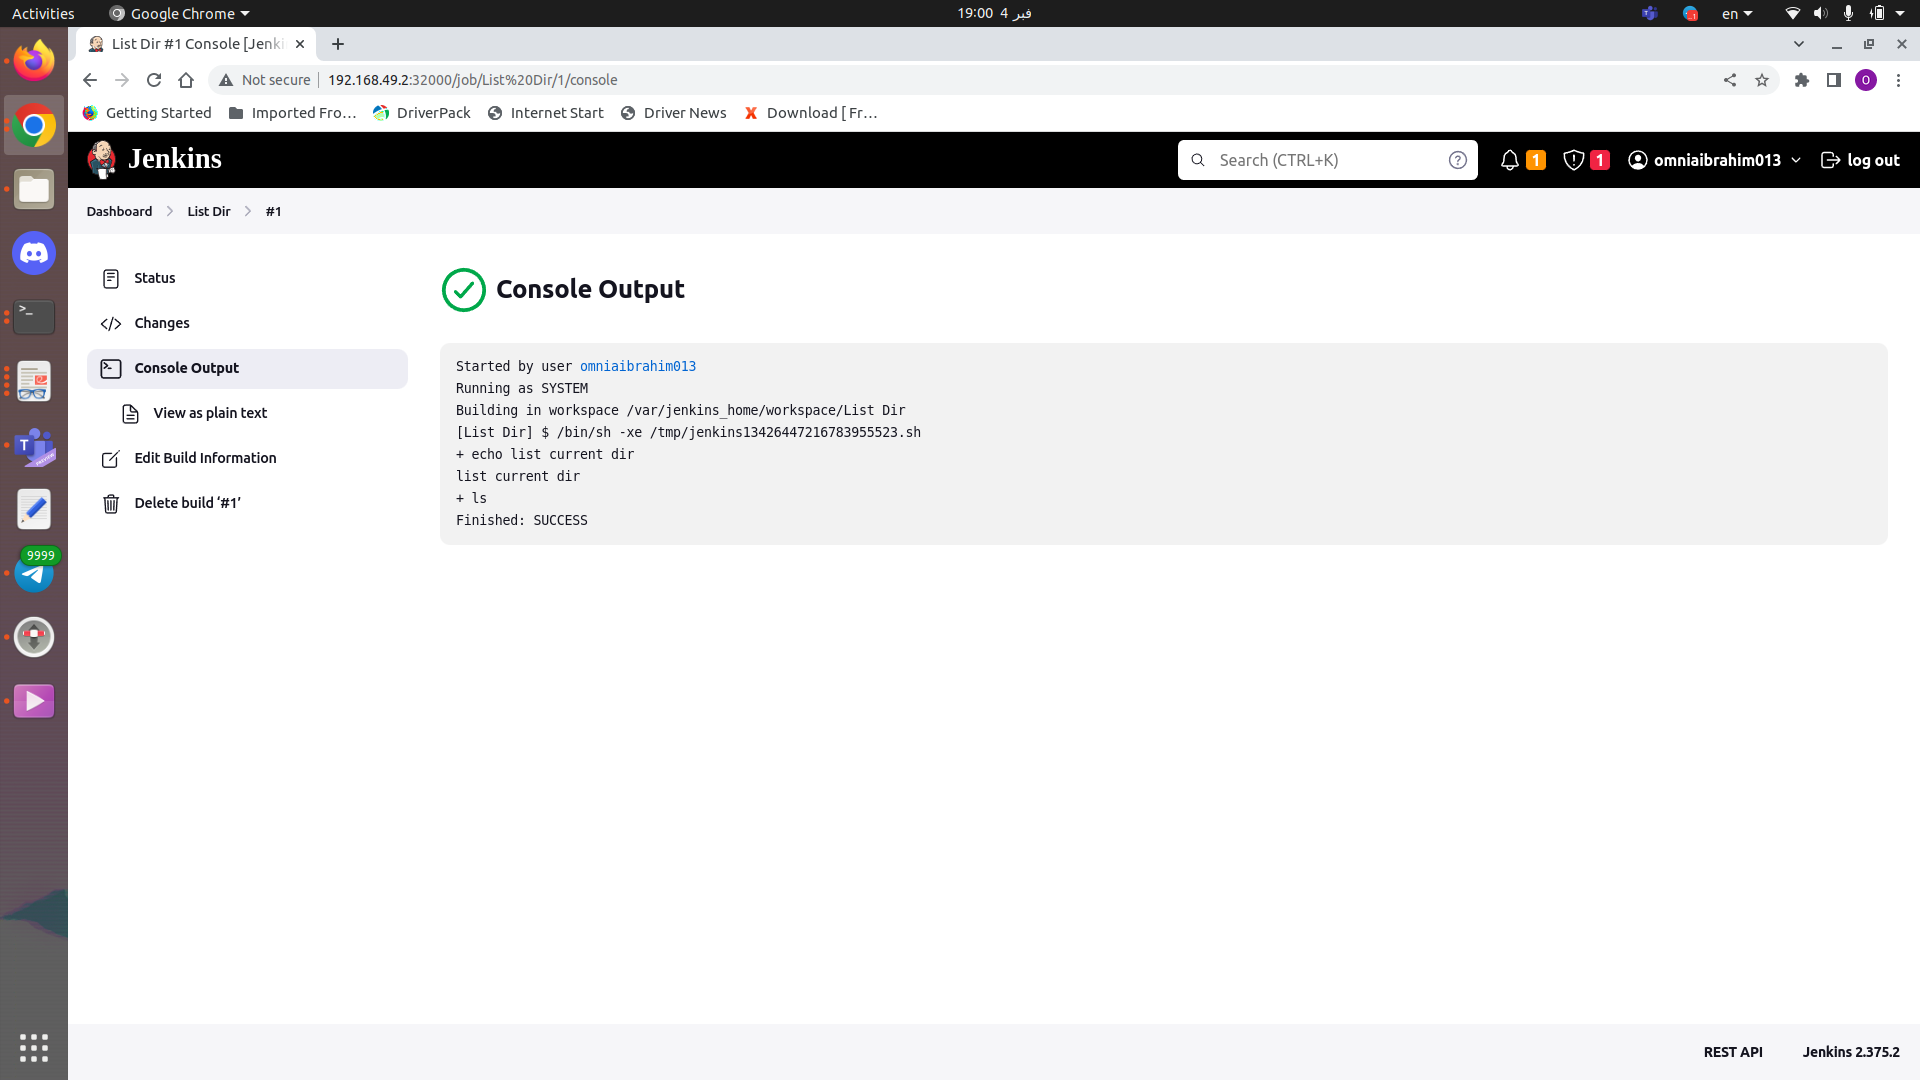 Activities
Google Chrome
فبر 4 19:00
en
List Dir #1 Console [Jenki
Not secure
192.168.49.2:32000/job/List%20Dir/1/console
O
Getting Started
Imported Fro…
DriverPack
Internet Start
Driver News
Download [ Fr…
Jenkins
Search (CTRL+K)
?
1
1
omniaibrahim013
log out
Dashboard
List Dir
#1
Status
Changes
Console Output
View as plain text
Edit Build Information
Delete build ‘#1’
Console Output
Started by user omniaibrahim013
Running as SYSTEM
Building in workspace /var/jenkins_home/workspace/List Dir
[List Dir] $ /bin/sh -xe /tmp/jenkins13426447216783955523.sh
+ echo list current dir
list current dir
+ ls
Finished: SUCCESS
9999
REST API
Jenkins 2.375.2